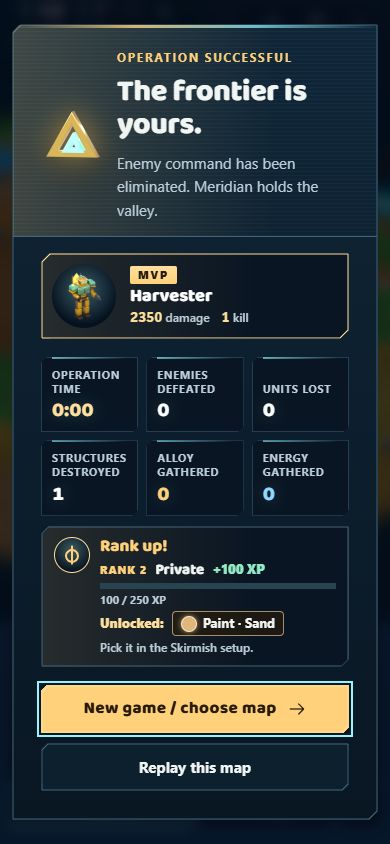 OPERATION SUCCESSFUL
The frontier is
yours.
Enemy command has been
eliminated. Meridian holds the
valley.
MVP
Harvester
2350 damage 1 kill
OPERATION
TIME
0:00
ENEMIES
DEFEATED
0
UNITS LOST
0
STRUCTURES
DESTROYED
1
ALLOY
GATHERED
0
ENERGY
GATHERED
0
Rank up!
RANK 2 Private +100 XP
100 / 250 XP
Unlocked: Paint · Sand
Pick it in the Skirmish setup.
New game / choose map →
Replay this map